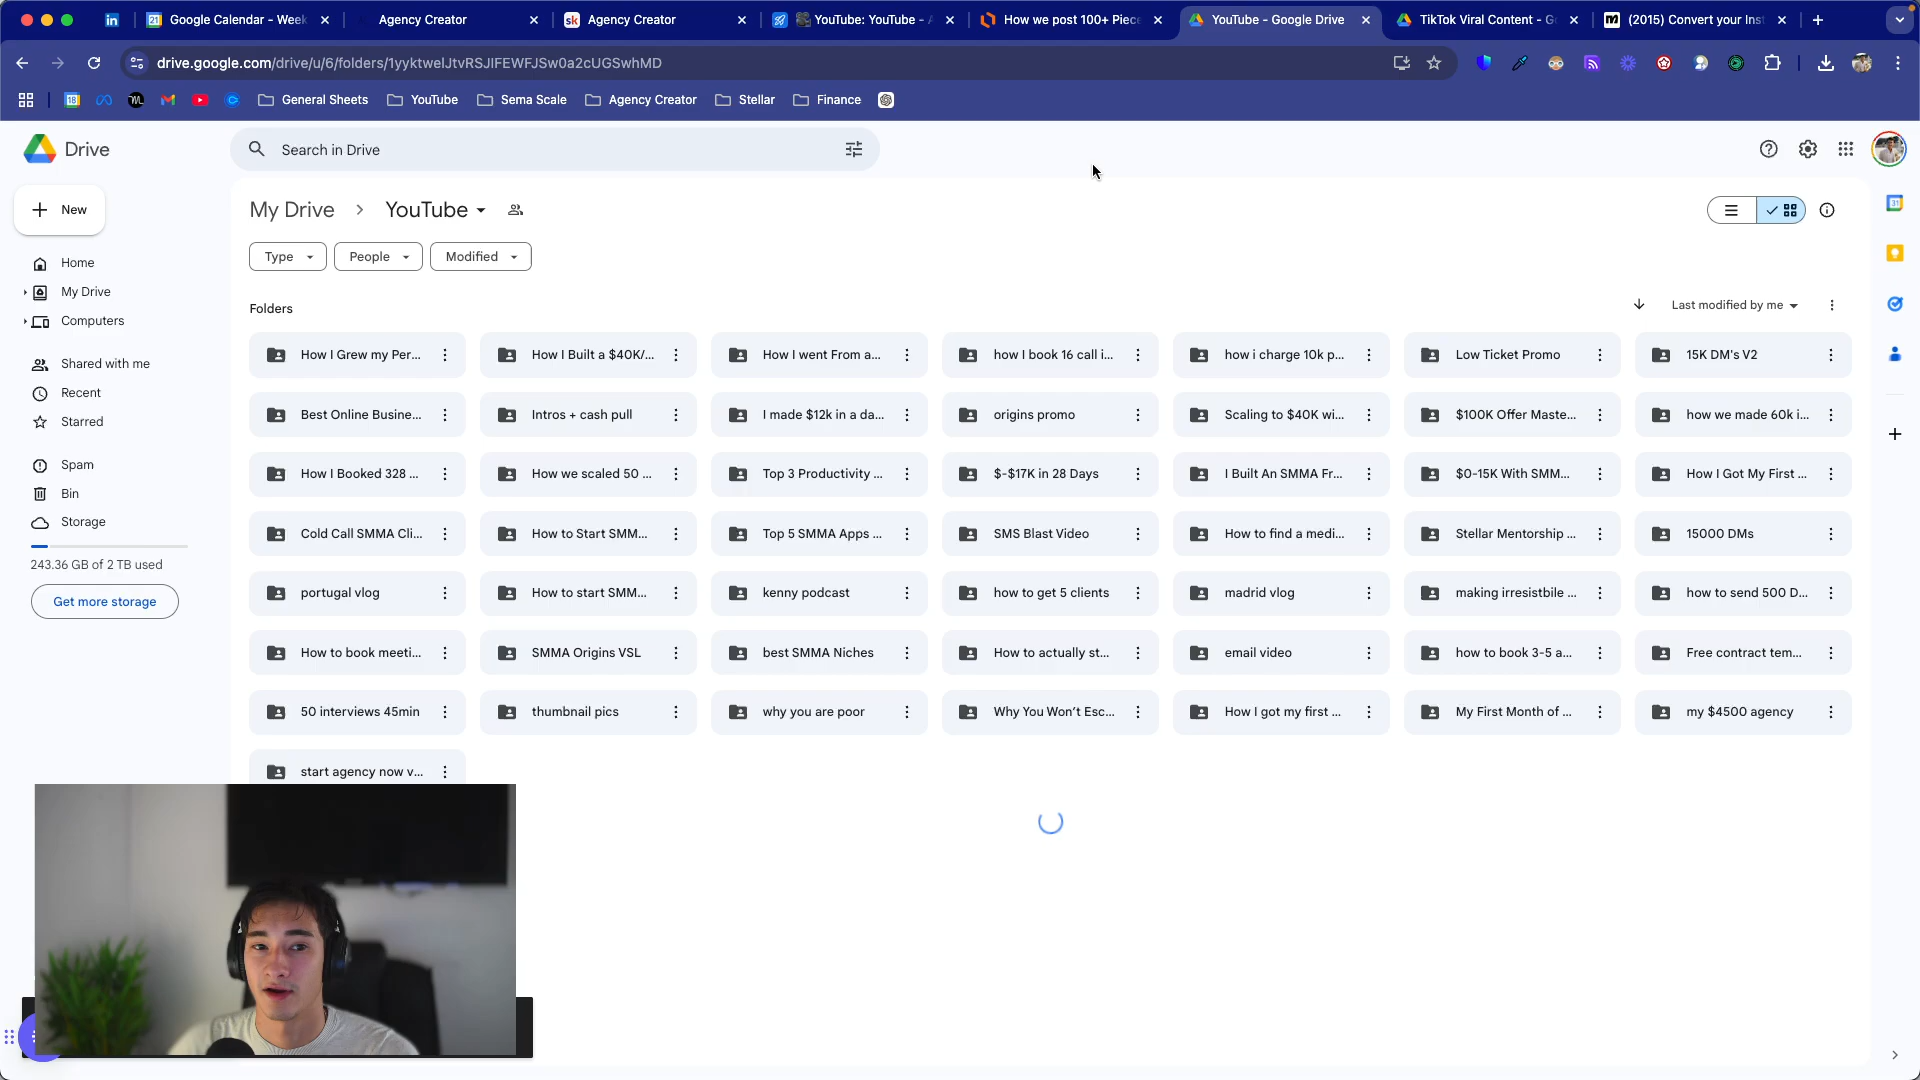 Google Calendar - Week
Agency Creator
sk Agency Creator
YouTube: YouTube - A
How we post 100+ Piece
YouTube - Google Drive
TikTok Viral Content - Go
(2015) Convert your Inst
drive.google.com/drive/u/6/folders/1yyktwelJtvRSJIFEWFJSw0a2cUGSwhMD
General Sheets
YouTube
Sema Scale
Agency Creator
Stellar
Finance
Drive
Search in Drive
New
My Drive
YouTube
Home
Type
People
Modified
My Drive
Folders
Last modified by me
Computers
How I Grew my Per...
How I Built a $40K/...
How I went From a...
how I book 16 call i...
how i charge 10k p...
Low Ticket Promo
15K DM's V2
Shared with me
Recent
Best Online Busine...
Intros + cash pull
I made $12k in a da...
origins promo
Scaling to $40K wi...
$100K Offer Maste...
how we made 60k i...
Starred
Spam
How I Booked 328 ...
How we scaled 50 ...
Top 3 Productivity ...
$-$17K in 28 Days
I Built An SMMA Fr...
$0-15K With SMM...
How I Got My First ...
Bin
Storage
Cold Call SMMA Cli...
How to Start SMM...
Top 5 SMMA Apps ...
SMS Blast Video
How to find a medi...
Stellar Mentorship ...
15000 DMs
243.36 GB of 2 TB used
Get more storage
portugal vlog
How to start SMM...
kenny podcast
how to get 5 clients
madrid vlog
making irresistbile ...
how to send 500 D...
How to book meeti...
SMMA Origins VSL
best SMMA Niches
How to actually st...
email video
how to book 3-5 a...
Free contract tem...
50 interviews 45min
thumbnail pics
why you are poor
Why You Won't Esc...
How I got my first ...
My First Month of ...
my $4500 agency
start agency now v...